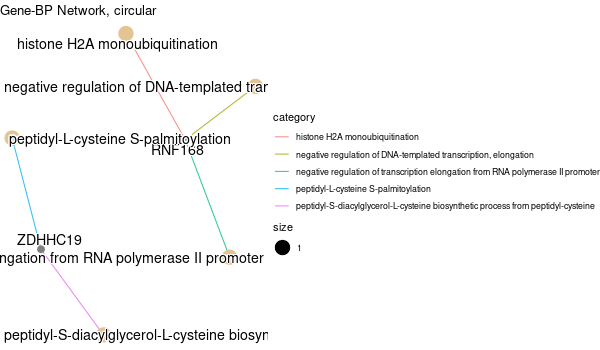 Gene-BP Network, circular
histone H2A monoubiquitination
negative regulation of DNA-templated tran
peptidyl-L-cysteine S-palmitoylation
RNF168
ZDHHC19
ngation from RNA polymerase II promoter
peptidyl-S-diacylglycerol-L-cysteine biosyn
category
histone H2A monoubiquitination
negative regulation of DNA-templated transcription, elongation
negative regulation of transcription elongation from RNA polymerase II promoter
peptidyl-L-cysteine S-palmitoylation
peptidyl-S-diacylglycerol-L-cysteine biosynthetic process from peptidyl-cysteine
size
1